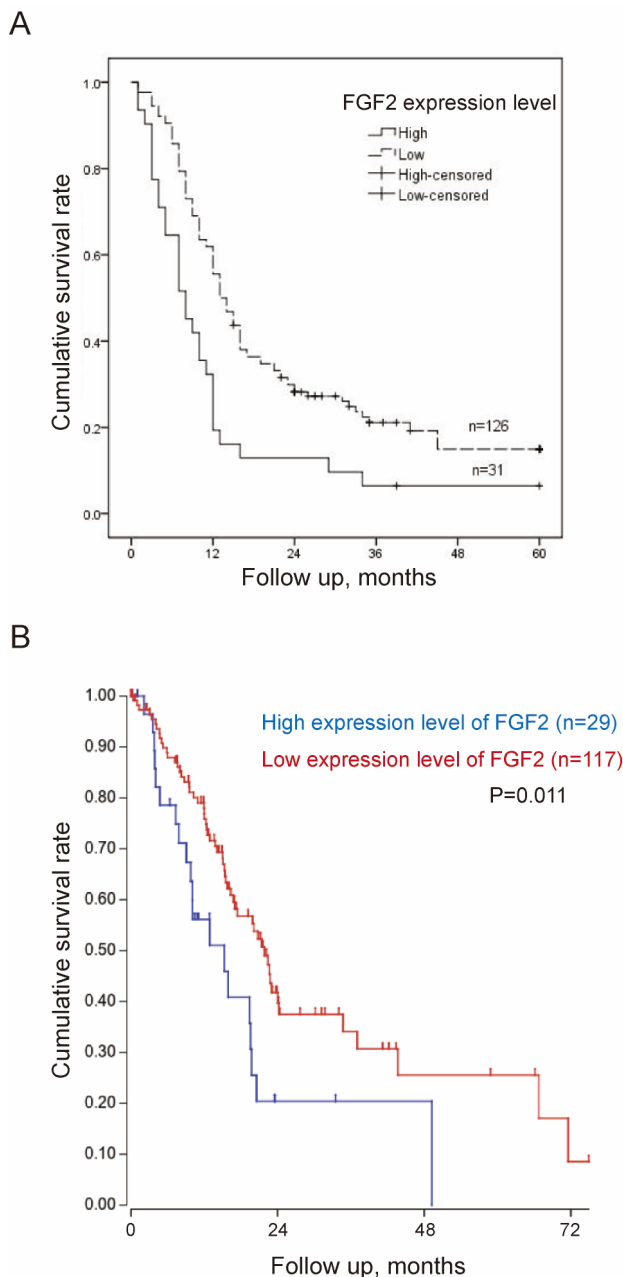 A
1.0
0.8
0.6
0.4
0.2
0.0
Cumulative survival rate
FGF2 expression level
High
Low
High-censored
Low-censored
n=126
n=31
0 12 24 36 48 60
Follow up, months
B
1.00
0.90
0.80
0.70
0.60
0.50
0.40
0.30
0.20
0.10
0.00
Cumulative survival rate
High expression level of FGF2 (n=29)
Low expression level of FGF2 (n=117)
P=0.011
0 24 48 72
Follow up, months